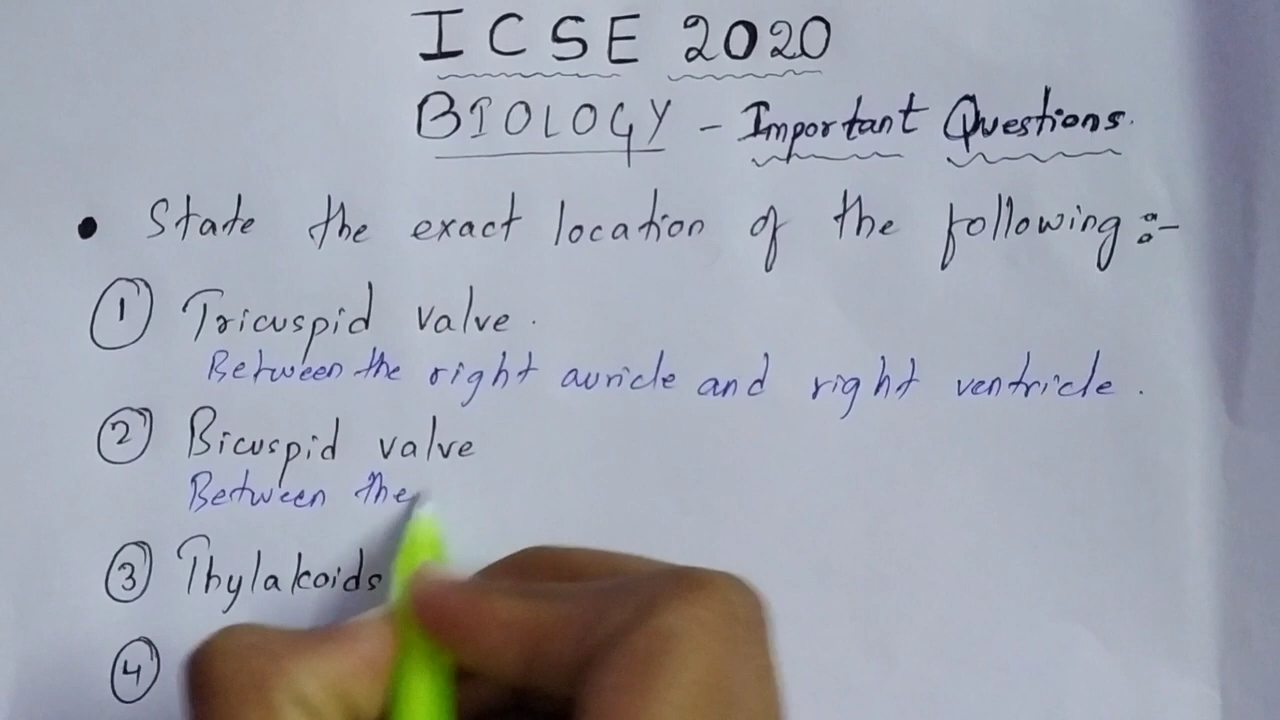 ICSE 2020
BIOLOGY - Important Questions.
• State the exact location of the following :-
① Tricuspid valve.
Between the right auricle and right ventricle.
② Bicuspid valve
Between the
③ Thylakoids
④